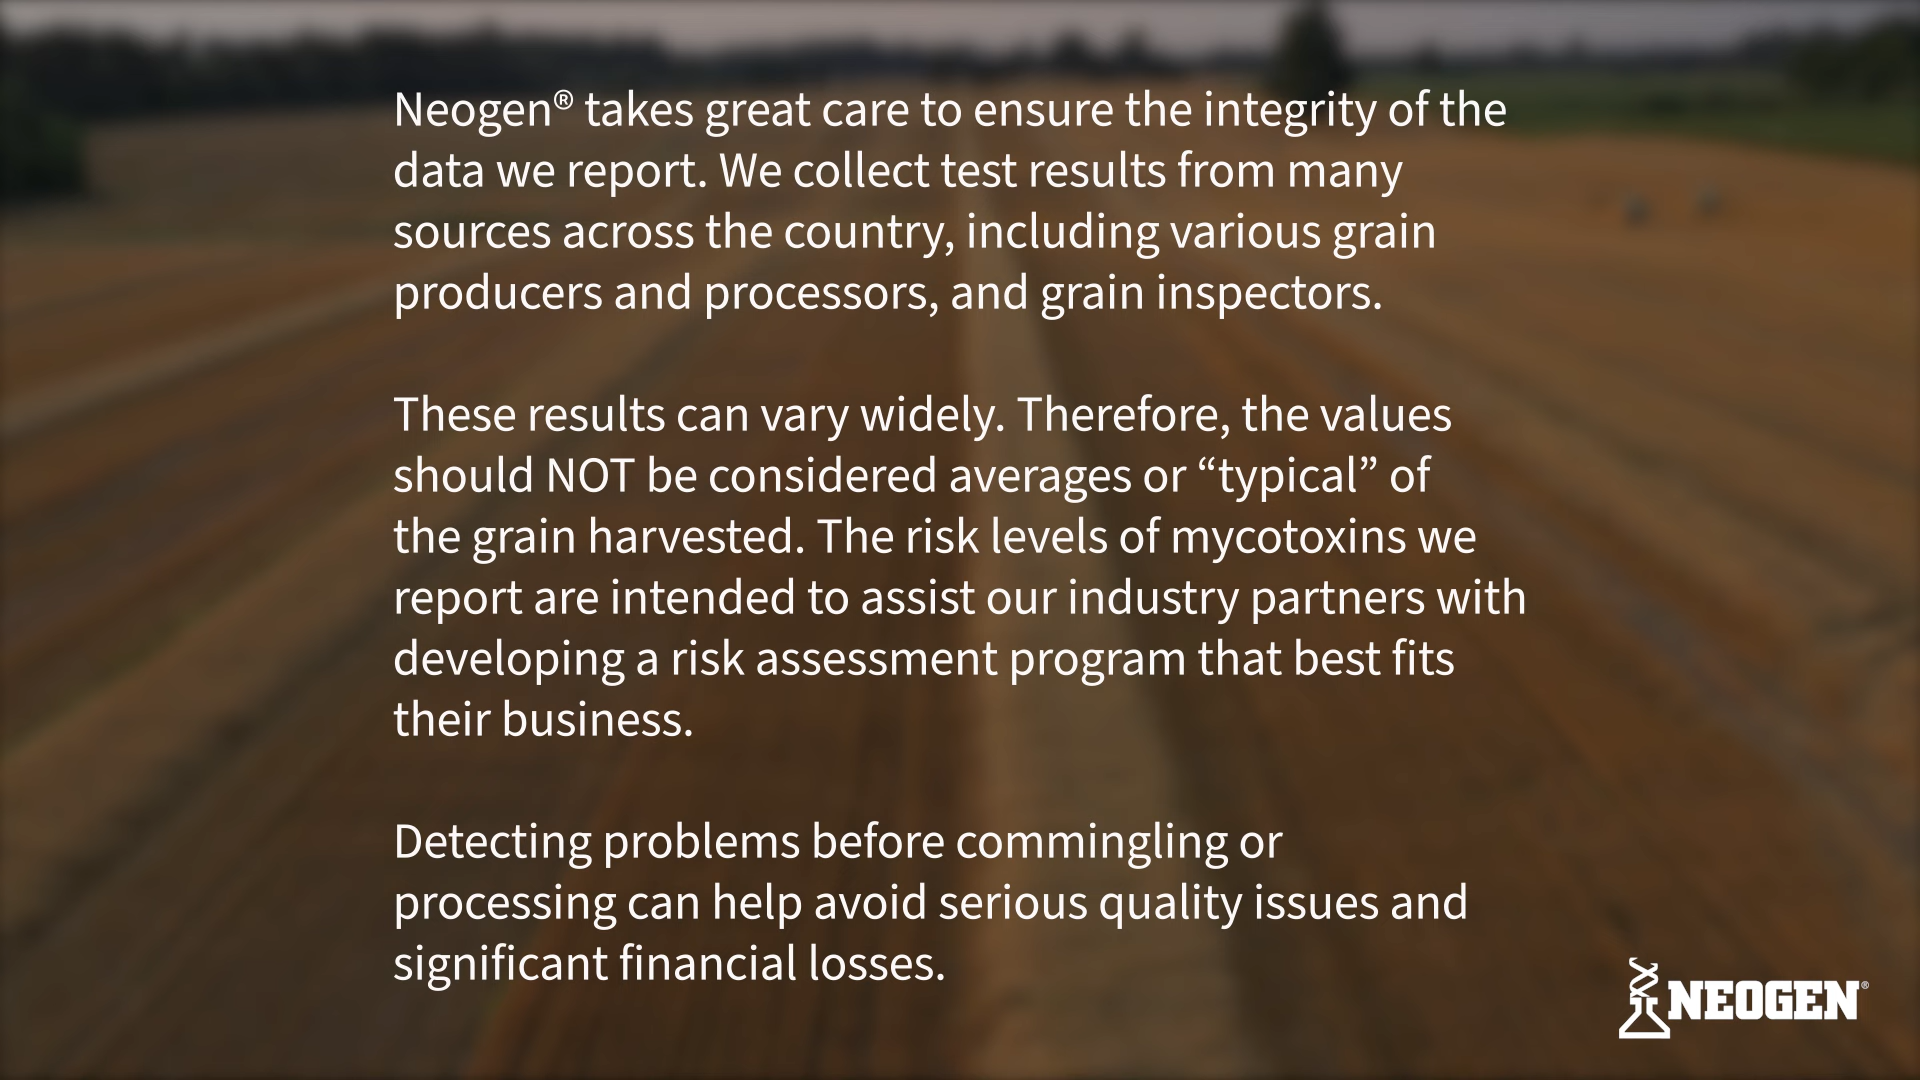 Neogen® takes great care to ensure the integrity of the
data we report. We collect test results from many
sources across the country, including various grain
producers and processors, and grain inspectors.
These results can vary widely. Therefore, the values
should NOT be considered averages or “typical” of
the grain harvested. The risk levels of mycotoxins we
report are intended to assist our industry partners with
developing a risk assessment program that best fits
their business.
Detecting problems before commingling or
processing can help avoid serious quality issues and
significant financial losses.
NEOGEN®